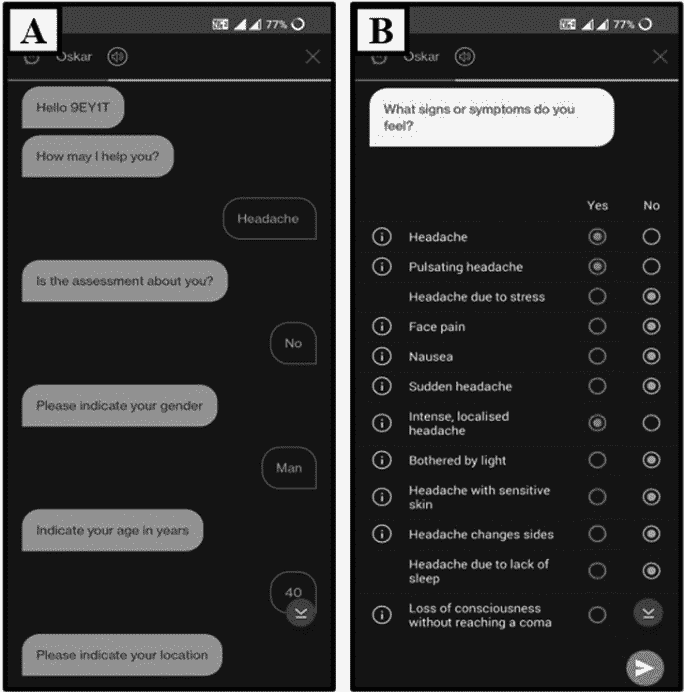 A
77%
Oskar
Hello 9EY1T
How may I help you?
Headache
Is the assessment about you?
No
Please indicate your gender
Man
Indicate your age in years
40
Please indicate your location
B
77%
Oskar
What signs or symptoms do you
feel?
Yes No
Headache
Pulsating headache
Headache due to stress
Face pain
Nausea
Sudden headache
Intense, localised
headache
Bothered by light
Headache with sensitive
skin
Headache changes sides
Headache due to lack of
sleep
Loss of consciousness
without reaching a coma